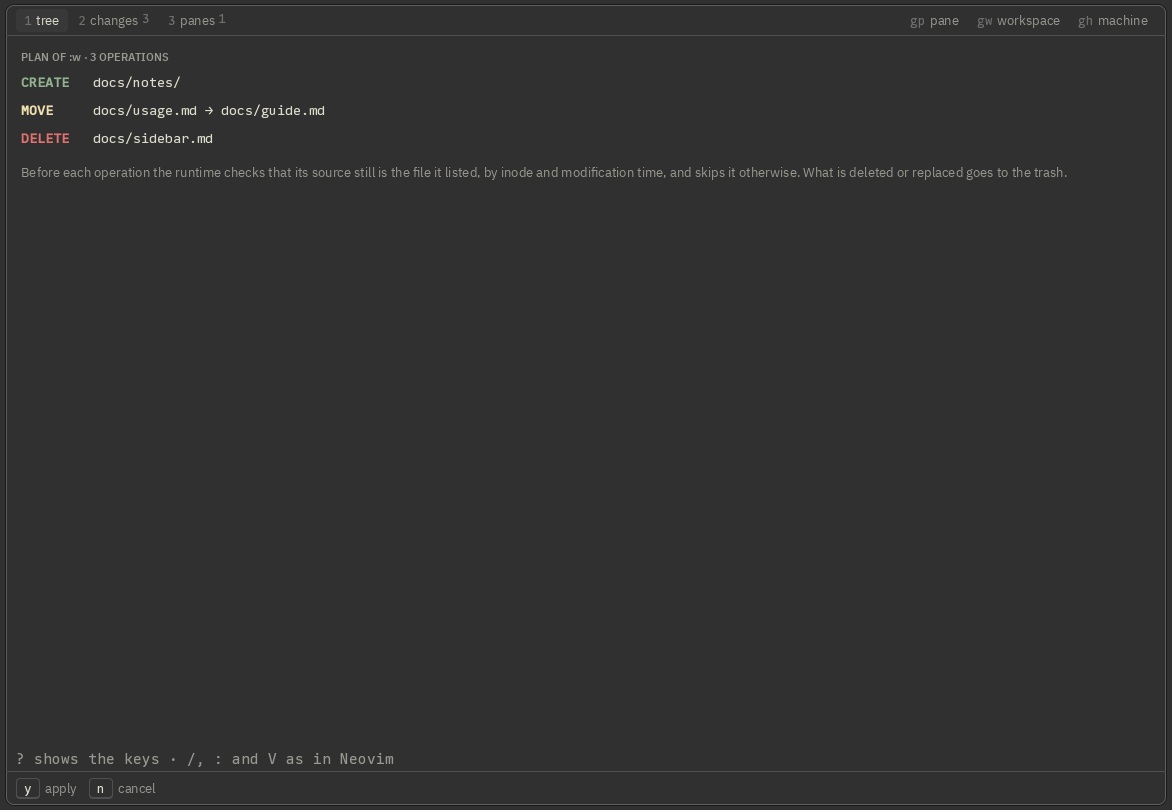 1 tree 2 changes 3 3 panes 1 gp pane gw workspace gh machine
PLAN OF :w · 3 OPERATIONS
CREATE docs/notes/
MOVE docs/usage.md → docs/guide.md
DELETE docs/sidebar.md
Before each operation the runtime checks that its source still is the file it listed, by inode and modification time, and skips it otherwise. What is deleted or replaced goes to the trash.
? shows the keys · /, : and V as in Neovim
y apply n cancel